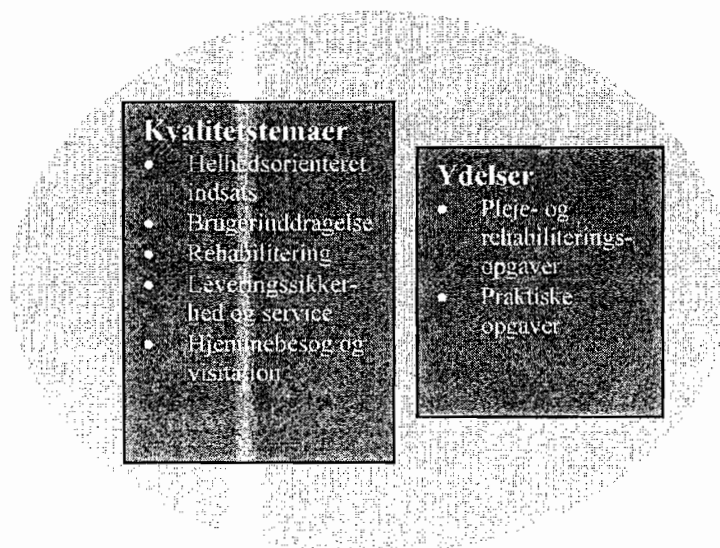 Kvalitetstemaer
• Helhedsorienteret
indsats
• Brugerinddragelse
• Rehabilitering
• Leveringssikker-
hed og service
• Hjemmebesøg og
visitation
Ydelser
• Pleje- og
rehabiliterings-
opgaver
• Praktiske
opgaver